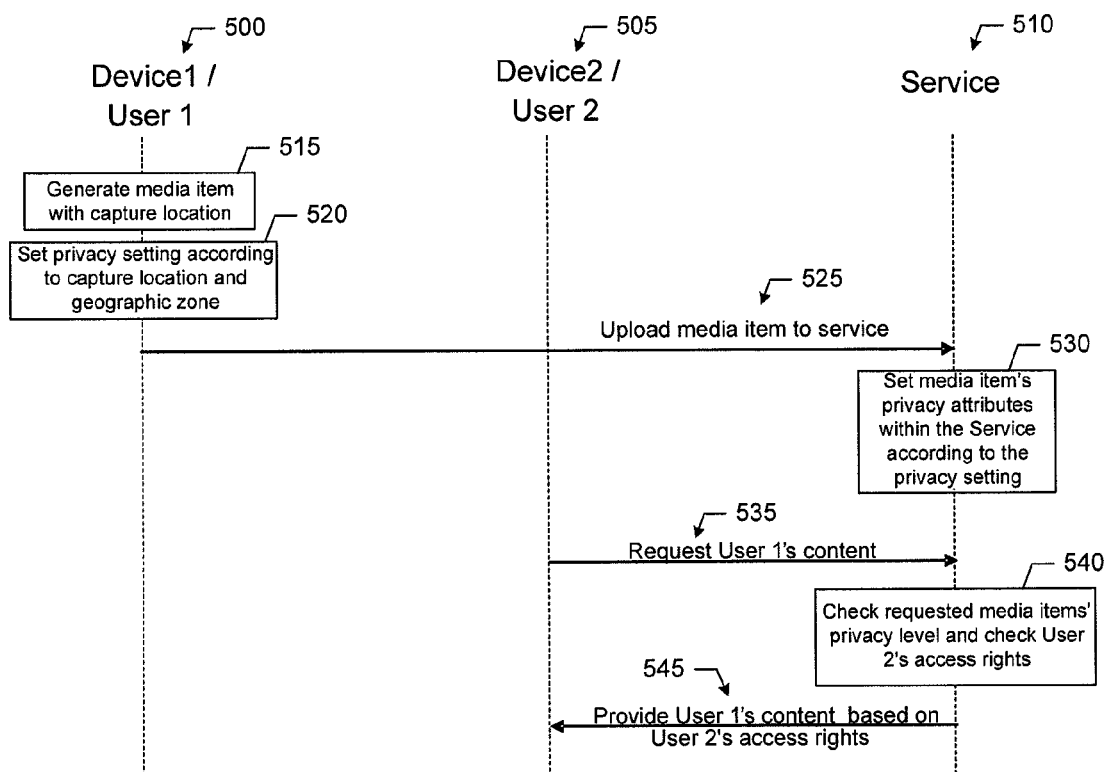 500
505
510
Device1 /
User 1
Device2 /
User 2
Service
515
Generate media item
with capture location
520
Set privacy setting according
to capture location and
geographic zone
525
Upload media item to service
530
Set media item's
privacy attributes
within the Service
according to the
privacy setting
535
Request User 1's content
540
Check requested media items'
privacy level and check User
2's access rights
545
Provide User 1's content based on
User 2's access rights